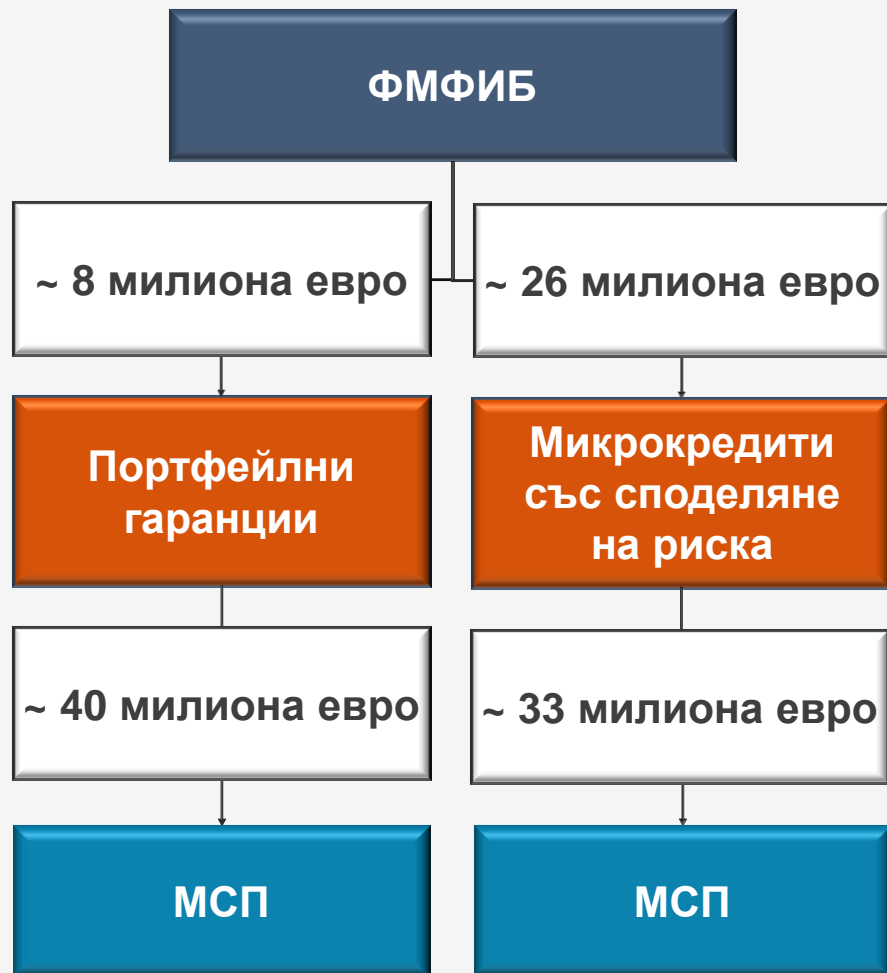 ФМФИБ
~ 8 милиона евро
~ 26 милиона евро
Портфейлни
гаранции
Микрокредити
със споделяне
на риска
~ 40 милиона евро
~ 33 милиона евро
МСП
МСП